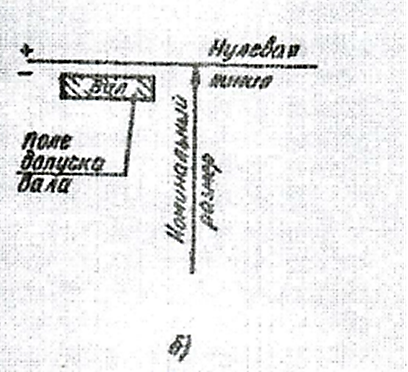 +
Нулевая
−
линия
Вал
Поле
допуска
вала
Номинальный
размер
б)